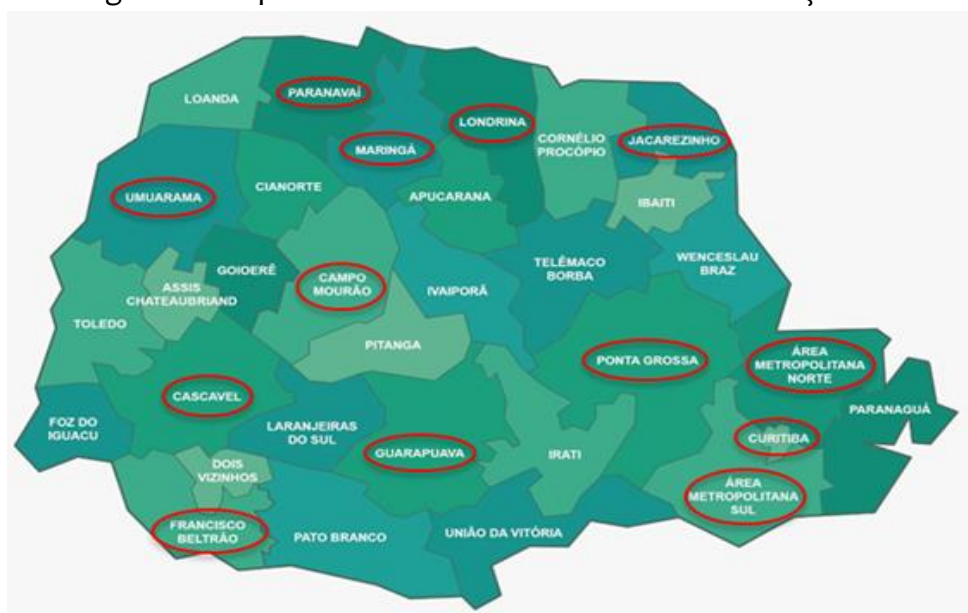 PARANAVAÍ
LOANDA
LONDRINA
MARINGÁ
CORNÉLIO
PROCÓPIO
JACAREZINHO
CIANORTE
UMUARAMA
APUCARANA
IBAITI
GOIOERÊ
TELÊMACO
BORBA
WENCESLAU
BRAZ
ASSIS
CHATEAUBRIAND
CAMPO
MOURÃO
IVAIPORÃ
TOLEDO
PITANGA
PONTA GROSSA
ÁREA
METROPOLITANA
NORTE
CASCAVEL
PARANAGUÁ
FOZ DO
IGUACU
LARANJEIRAS
DO SUL
CURITIBA
GUARAPUAVA
IRATI
DOIS
VIZINHOS
ÁREA
METROPOLITANA
SUL
FRANCISCO
BELTRÃO
PATO BRANCO
UNIÃO DA VITÓRIA